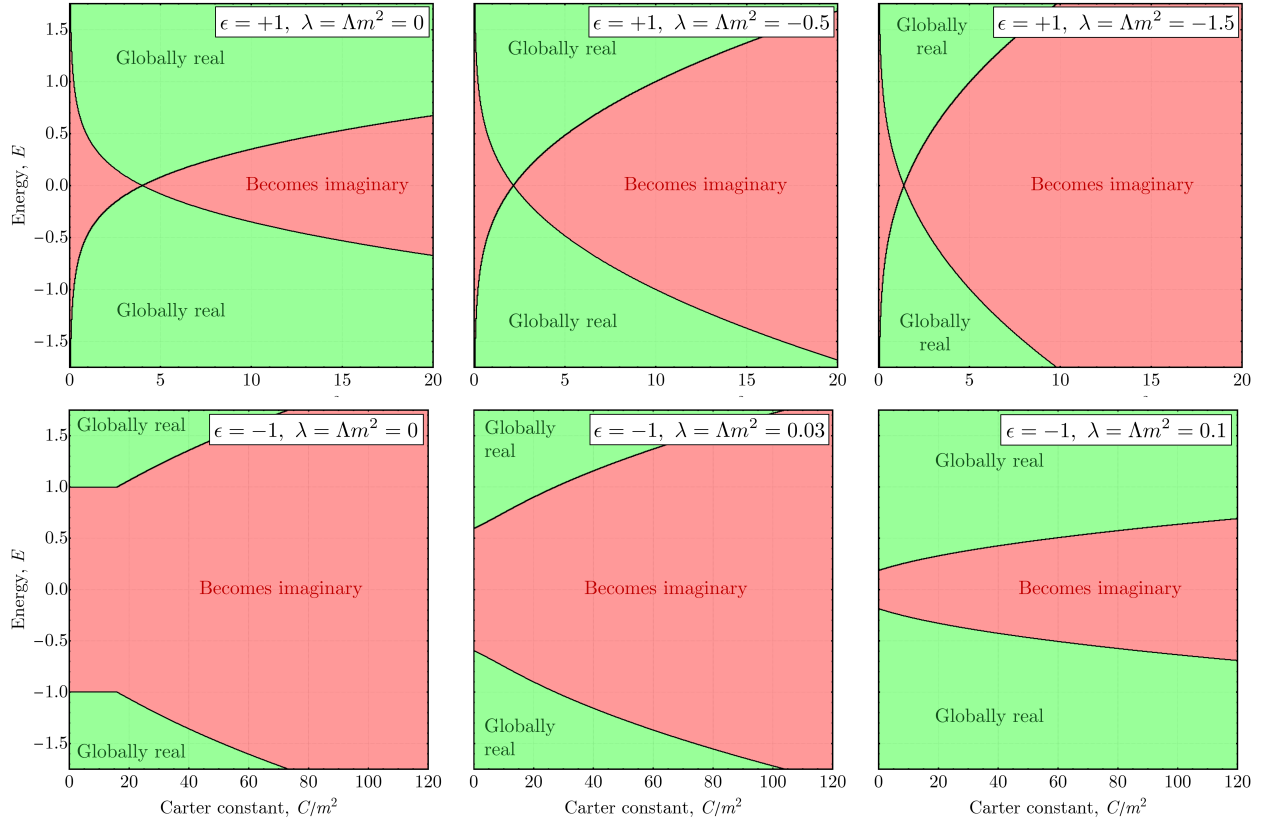 ϵ = +1, λ = Λm² = 0
Globally real
Becomes imaginary
Globally real
Energy, E
1.5
1.0
0.5
0.0
−0.5
−1.0
−1.5
0 5 10 15 20
ϵ = +1, λ = Λm² = −0.5
Globally real
Becomes imaginary
Globally real
0 5 10 15 20
ϵ = +1, λ = Λm² = −1.5
Globally
real
Becomes imaginary
Globally
real
0 5 10 15 20
ϵ = −1, λ = Λm² = 0
Globally real
Becomes imaginary
Globally real
Energy, E
1.5
1.0
0.5
0.0
−0.5
−1.0
−1.5
0 20 40 60 80 100 120
Carter constant, C/m²
ϵ = −1, λ = Λm² = 0.03
Globally
real
Becomes imaginary
Globally
real
0 20 40 60 80 100 120
Carter constant, C/m²
ϵ = −1, λ = Λm² = 0.1
Globally real
Becomes imaginary
Globally real
0 20 40 60 80 100 120
Carter constant, C/m²